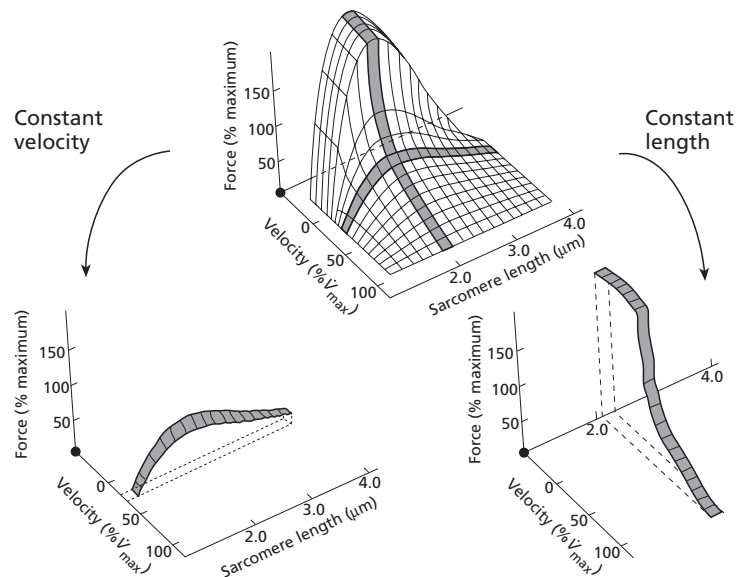 Constant
velocity
Constant
length
Force (% maximum)
150
100
50
Velocity (%V̇max)
0
50
100
Sarcomere length (μm)
2.0
3.0
4.0
Force (% maximum)
150
100
50
Velocity (%V̇max)
0
50
100
Sarcomere length (μm)
2.0
3.0
4.0
Force (% maximum)
150
100
50
2.0
4.0
Velocity (%V̇max)
0
50
100